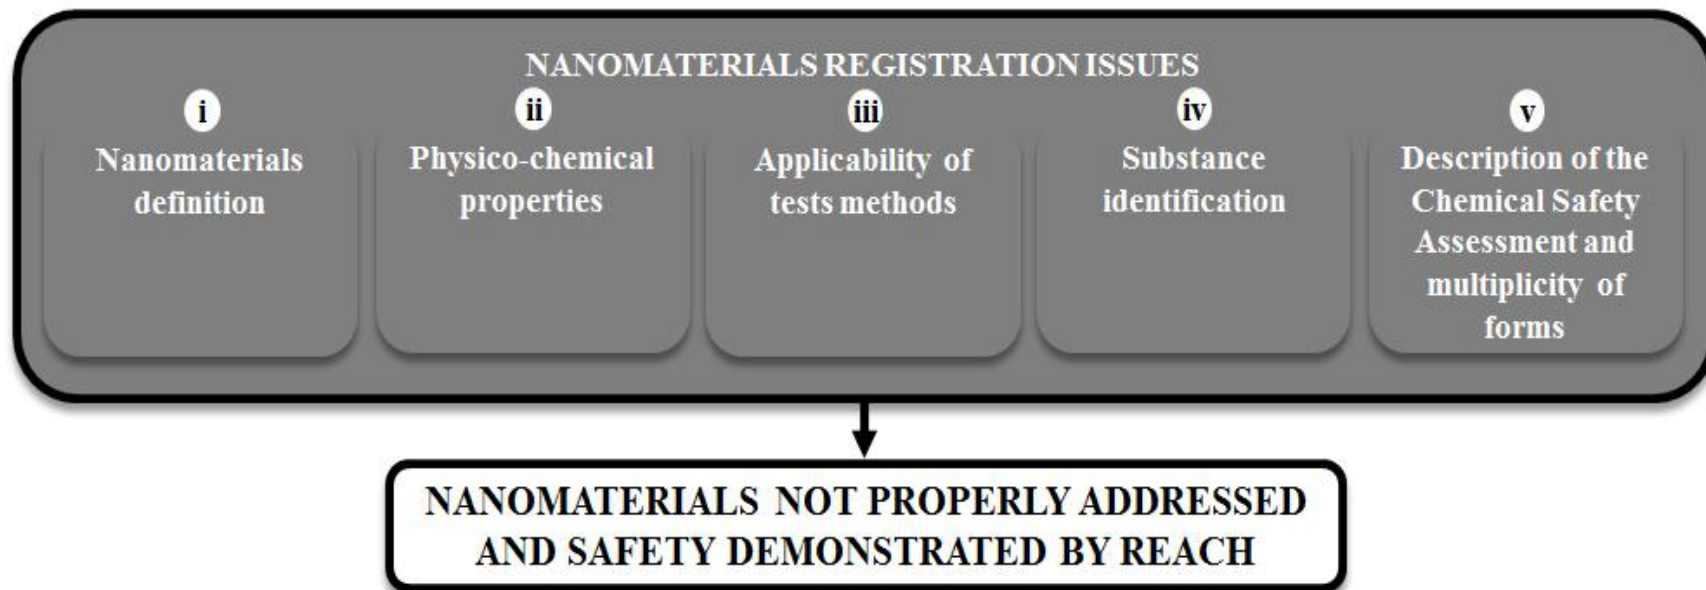 NANOMATERIALS REGISTRATION ISSUES
i
Nanomaterials
definition
ii
Physico-chemical
properties
iii
Applicability of
tests methods
iv
Substance
identification
v
Description of the
Chemical Safety
Assessment and
multiplicity of
forms
NANOMATERIALS NOT PROPERLY ADDRESSED
AND SAFETY DEMONSTRATED BY REACH